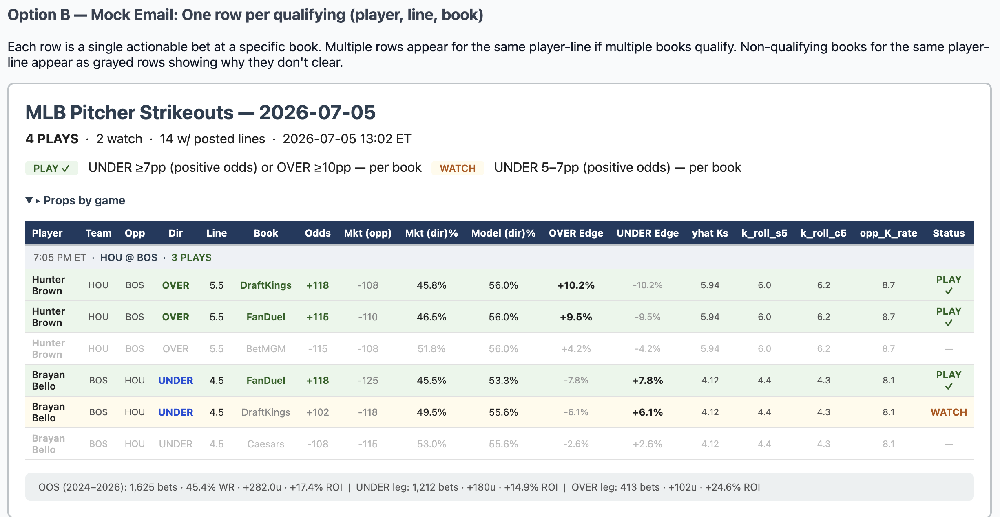 Option B — Mock Email: One row per qualifying (player, line, book)
Each row is a single actionable bet at a specific book. Multiple rows appear for the same player-line if multiple books qualify. Non-qualifying books for the same player-
line appear as grayed rows showing why they don't clear.
MLB Pitcher Strikeouts — 2026-07-05
4 PLAYS · 2 watch · 14 w/ posted lines · 2026-07-05 13:02 ET
PLAY ✓ UNDER ≥7pp (positive odds) or OVER ≥10pp — per book WATCH UNDER 5–7pp (positive odds) — per book
▼ ▸ Props by game
Player Team Opp Dir Line Book Odds Mkt (opp) Mkt (dir)% Model (dir)% OVER Edge UNDER Edge yhat Ks k_roll_s5 k_roll_c5 opp_K_rate Status
7:05 PM ET · HOU @ BOS · 3 PLAYS
Hunter Brown HOU BOS OVER 5.5 DraftKings +118 -108 45.8% 56.0% +10.2% -10.2% 5.94 6.0 6.2 8.7 PLAY ✓
Hunter Brown HOU BOS OVER 5.5 FanDuel +115 -110 46.5% 56.0% +9.5% -9.5% 5.94 6.0 6.2 8.7 PLAY ✓
Hunter Brown HOU BOS OVER 5.5 BetMGM -115 -108 51.8% 56.0% +4.2% -4.2% 5.94 6.0 6.2 8.7 —
Brayan Bello BOS HOU UNDER 4.5 FanDuel +118 -125 45.5% 53.3% -7.8% +7.8% 4.12 4.4 4.3 8.1 PLAY ✓
Brayan Bello BOS HOU UNDER 4.5 DraftKings +102 -118 49.5% 55.6% -6.1% +6.1% 4.12 4.4 4.3 8.1 WATCH
Brayan Bello BOS HOU UNDER 4.5 Caesars -108 -115 53.0% 55.6% -2.6% +2.6% 4.12 4.4 4.3 8.1 —
OOS (2024–2026): 1,625 bets · 45.4% WR · +282.0u · +17.4% ROI | UNDER leg: 1,212 bets · +180u · +14.9% ROI | OVER leg: 413 bets · +102u · +24.6% ROI